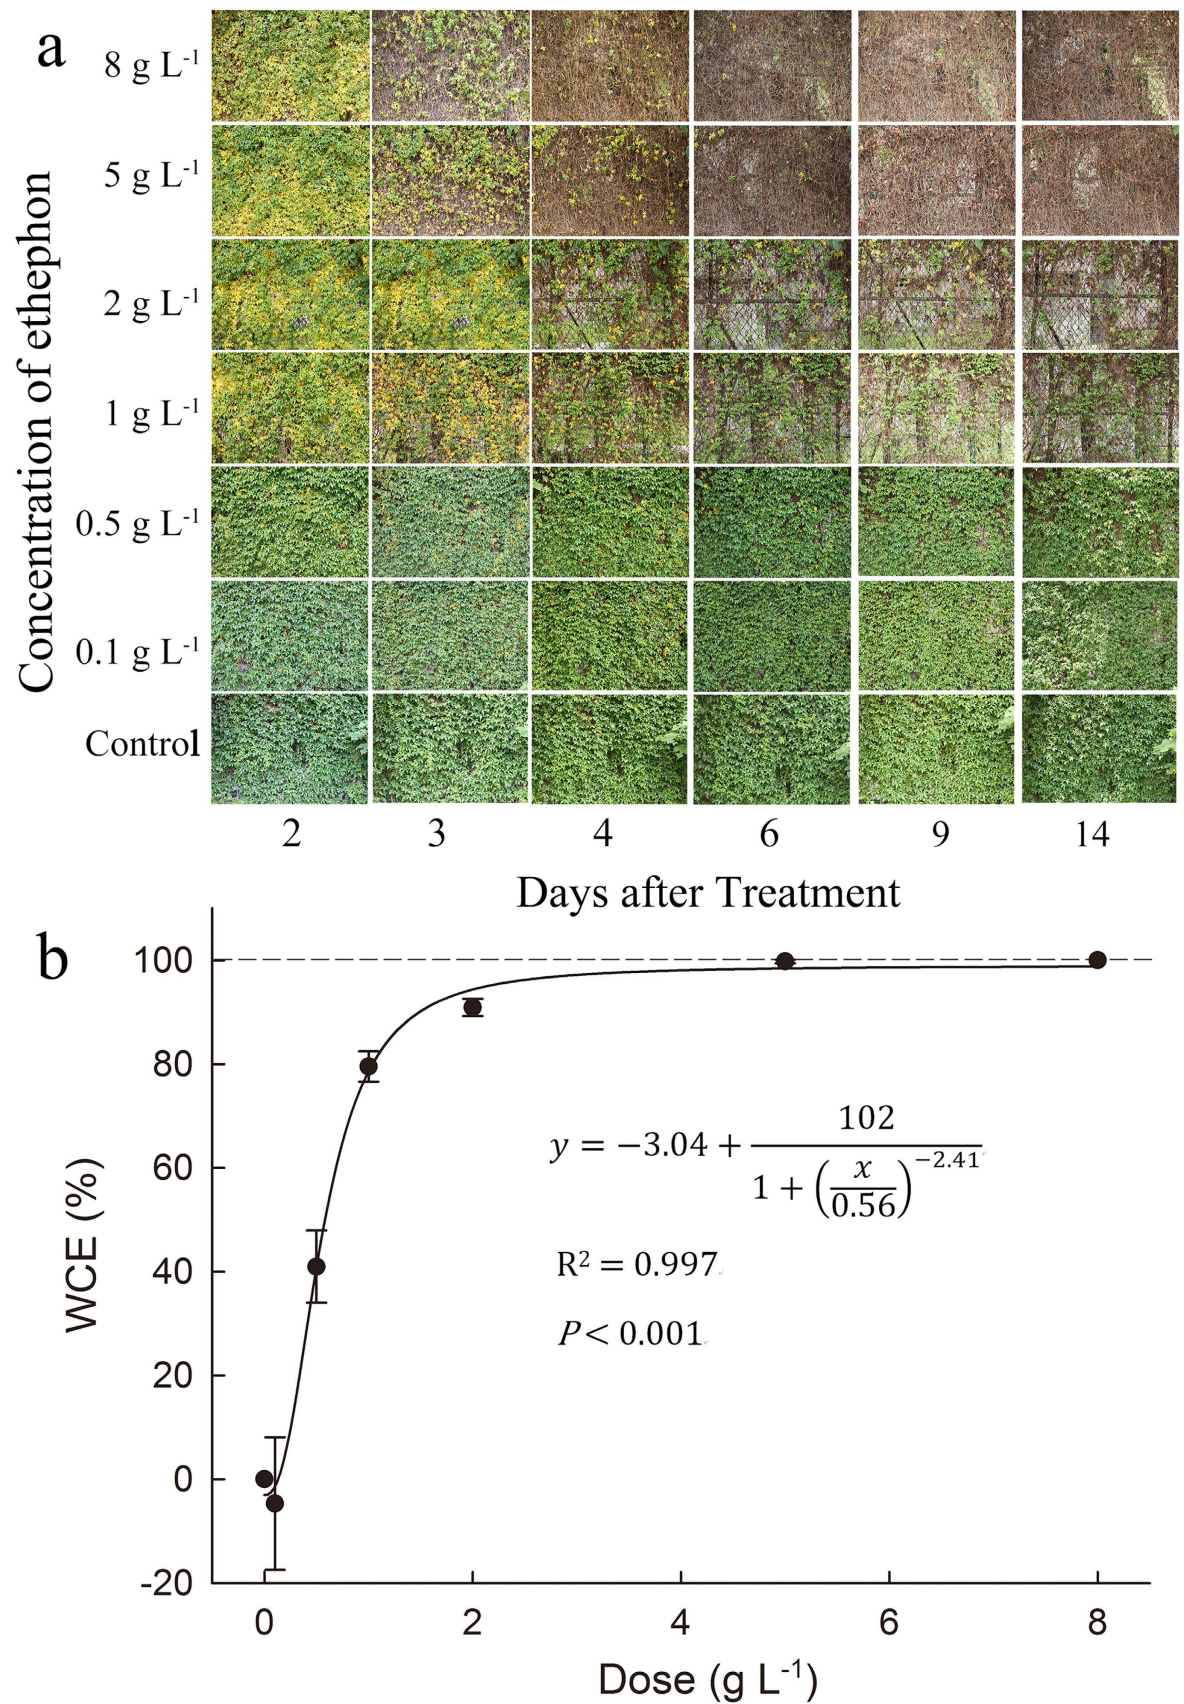 a
Concentration of ethephon
8 g L⁻¹
5 g L⁻¹
2 g L⁻¹
1 g L⁻¹
0.5 g L⁻¹
0.1 g L⁻¹
Control
2 3 4 6 9 14
Days after Treatment
b
WCE (%)
100
80
60
40
20
0
-20
y = −3.04 + 102 / (1 + (x/0.56)^−2.41)
R² = 0.997
P < 0.001
0 2 4 6 8
Dose (g L⁻¹)